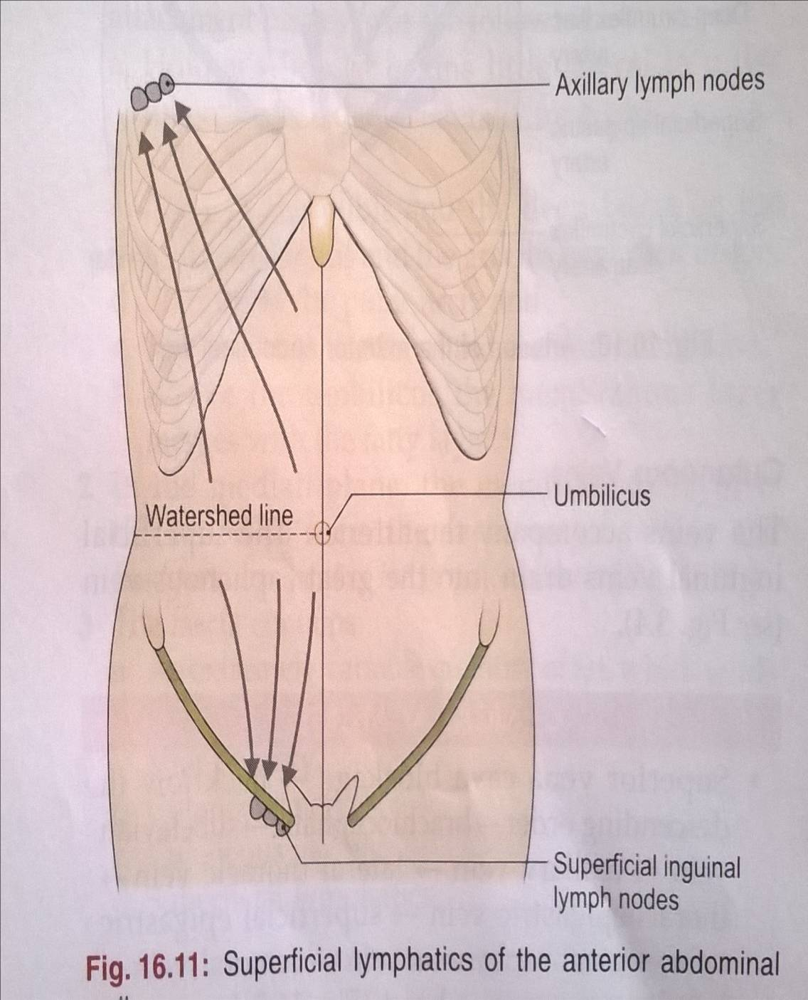 Axillary lymph nodes
Umbilicus
Watershed line
Superficial inguinal
lymph nodes
Fig. 16.11: Superficial lymphatics of the anterior abdominal